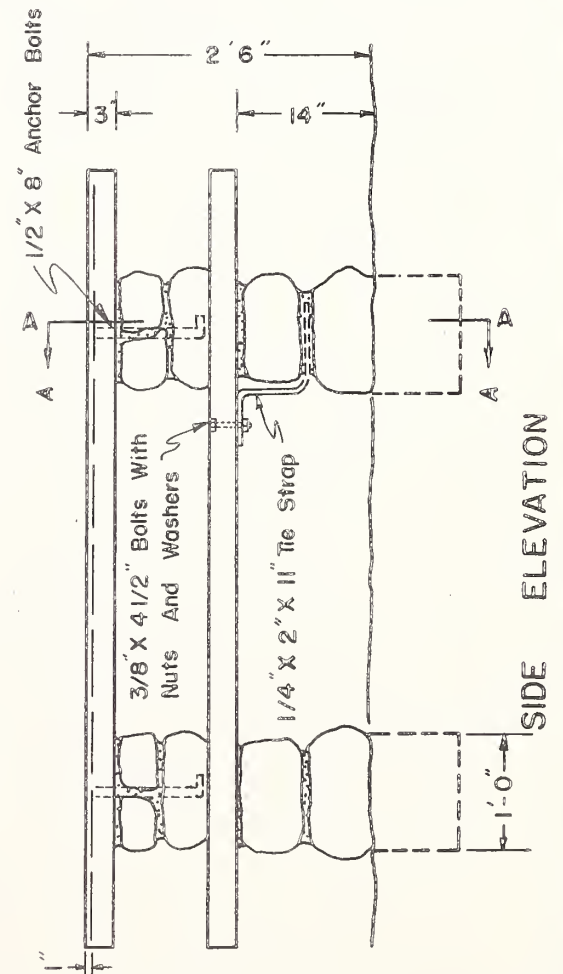 1/2" X 8" Anchor Bolts
2'6"
3"
14"
1"
A
A
A
A
3/8" X 4 1/2" Bolts With
Nuts And Washers
1/4" X 2" X 11" Tie Strap
1'-0"
SIDE ELEVATION